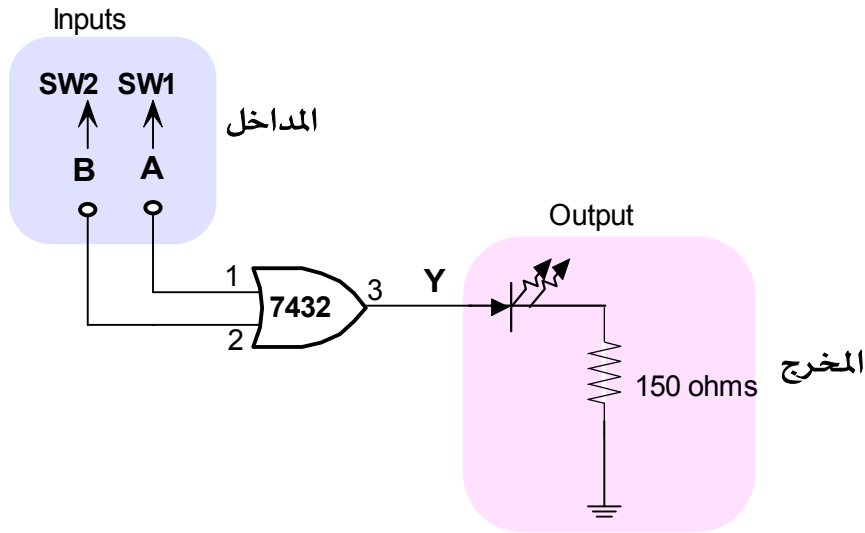 Inputs
SW2 SW1
المداخل
B A
Output
1
7432
3
Y
2
150 ohms
المخرج